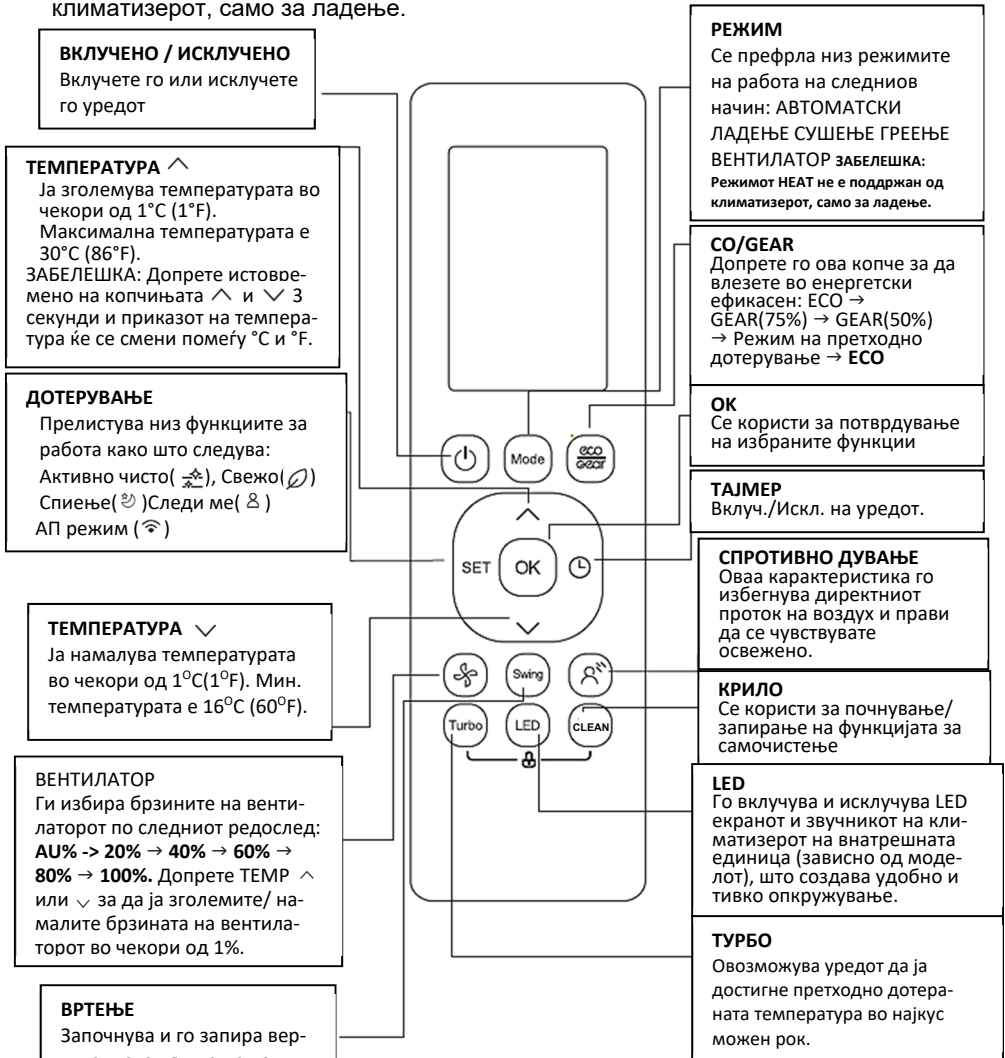 климатизерот, само за ладење.
ВКЛУЧЕНО / ИСКЛУЧЕНО
Вклучете го или исклучете
го уредот
ТЕМПЕРАТУРА ︿
Ја зголемува температурата во
чекори од 1°C (1°F).
Максимална температурата е
30°C (86°F).
ЗАБЕЛЕШКА: Допрете истовре-
мено на копчињата ︿ и ﹀ 3
секунди и приказот на темпера-
тура ќе се смени помеѓу °C и °F.
ДОТЕРУВАЊЕ
Прелистува низ функциите за
работа како што следува:
Активно чисто( ), Свежо( )
Спиење( )Следи ме( )
АП режим ( )
ТЕМПЕРАТУРА ﹀
Ја намалува температурата
во чекори од 1⁰C(1⁰F). Мин.
температурата е 16⁰C (60⁰F).
ВЕНТИЛАТОР
Ги избира брзините на венти-
латорот по следниот редослед:
AU% -> 20% → 40% → 60% →
80% → 100%. Допрете TEMP ︿
или ﹀ за да ја зголемите/ на-
малите брзината на вентила-
торот во чекори од 1%.
ВРТЕЊЕ
Започнува и го запира вер-
Mode
eco
Gear
SET
OK
Swing
Turbo
LED
CLEAN
РЕЖИМ
Се префрла низ режимите
на работа на следниов
начин: АВТОМАТСКИ
ЛАДЕЊЕ СУШЕЊЕ ГРЕЕЊЕ
ВЕНТИЛАТОР ЗАБЕЛЕШКА:
Режимот HEAT не е поддржан од
климатизерот, само за ладење.
CO/GEAR
Допрете го ова копче за да
влезете во енергетски
ефикасен: ECO →
GEAR(75%) → GEAR(50%)
→ Режим на претходно
дотерување → ECO
OK
Се користи за потврдување
на избраните функции
ТАЈМЕР
Вклуч./Искл. на уредот.
СПРОТИВНО ДУВАЊЕ
Оваа карактеристика го
избегнува директниот
проток на воздух и прави
да се чувствувате
освежено.
КРИЛО
Се користи за почнување/
запирање на функцијата за
самочистење
LED
Го вклучува и исклучува LED
екранот и звучникот на кли-
матизерот на внатрешната
единица (зависно од моде-
лот), што создава удобно и
тивко опкружување.
ТУРБО
Овозможува уредот да ја
достигне претходно дотера-
ната температура во најкус
можен рок.